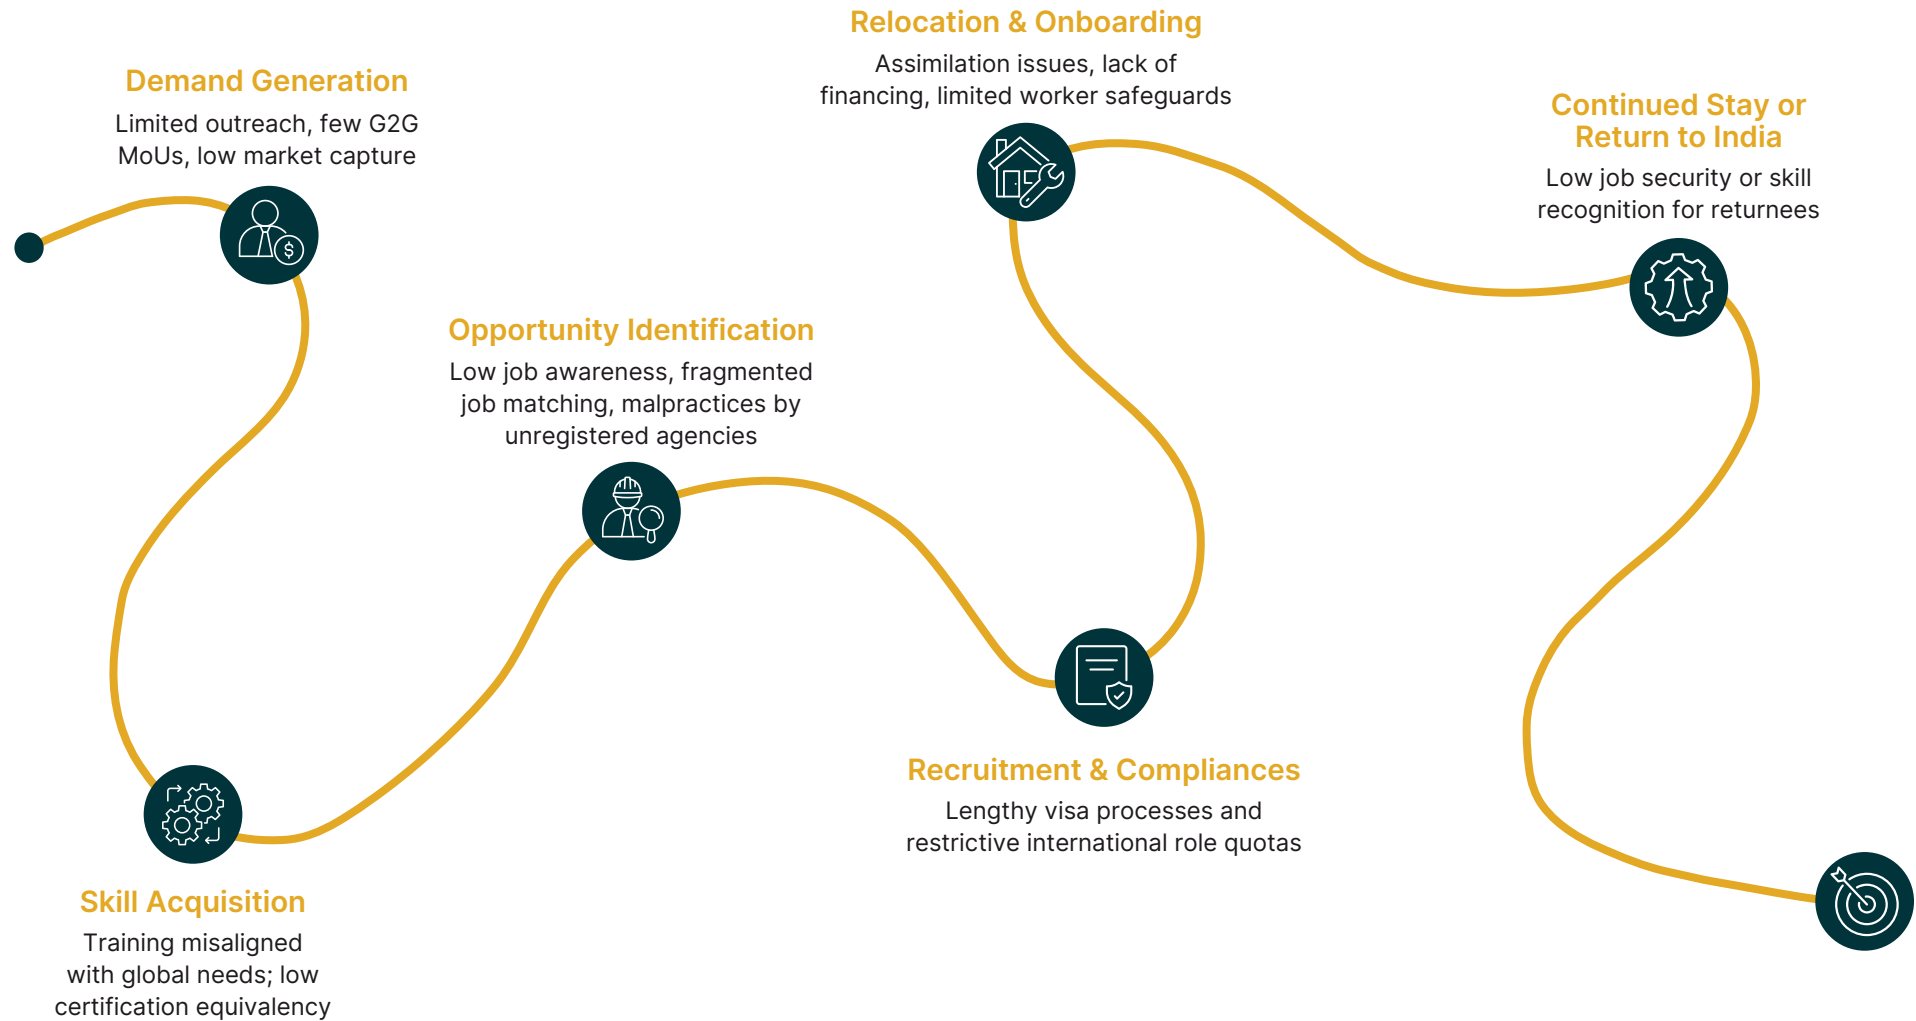 Demand Generation
Limited outreach, few G2G
MoUs, low market capture
Skill Acquisition
Training misaligned
with global needs; low
certification equivalency
Opportunity Identification
Low job awareness, fragmented
job matching, malpractices by
unregistered agencies
Recruitment & Compliances
Lengthy visa processes and
restrictive international role quotas
Relocation & Onboarding
Assimilation issues, lack of
financing, limited worker safeguards
Continued Stay or
Return to India
Low job security or skill
recognition for returnees
$